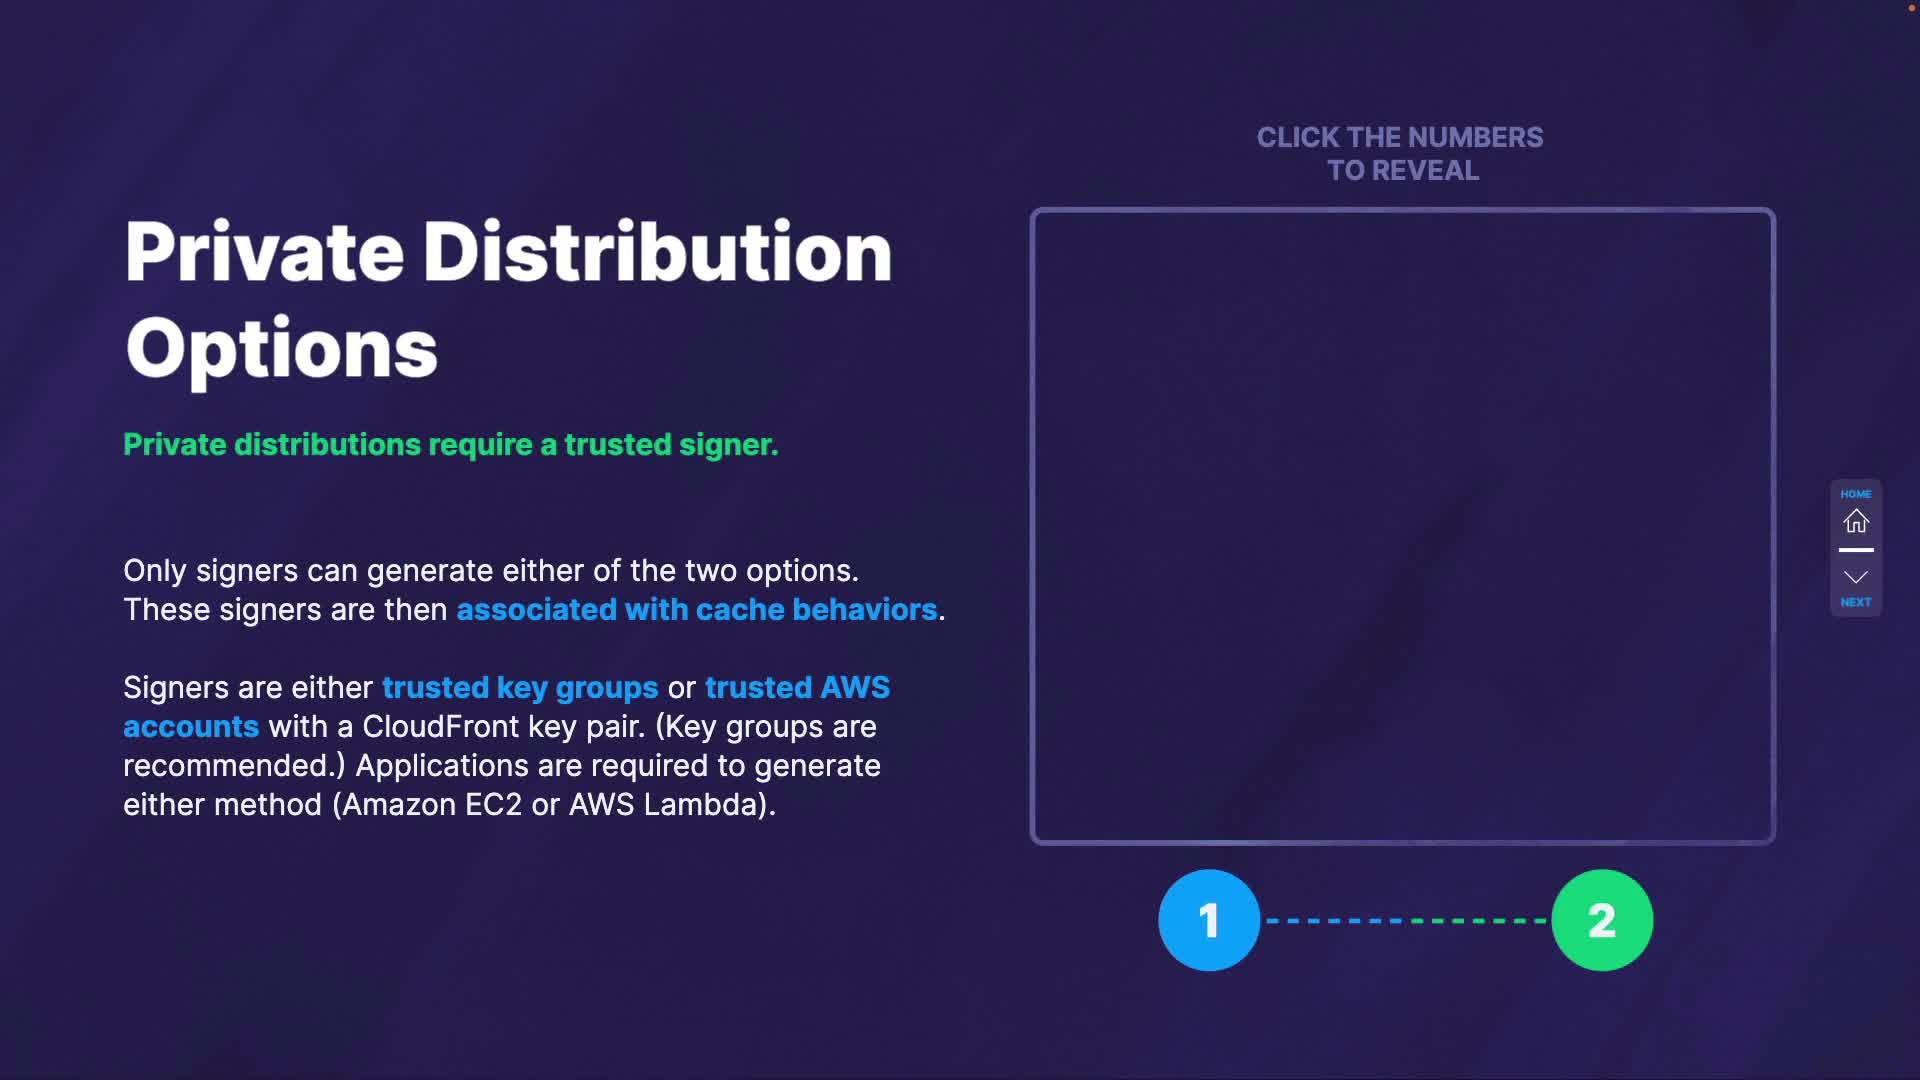 Private Distribution
Options
Private distributions require a trusted signer.
Only signers can generate either of the two options.
These signers are then associated with cache behaviors.
Signers are either trusted key groups or trusted AWS
accounts with a CloudFront key pair. (Key groups are
recommended.) Applications are required to generate
either method (Amazon EC2 or AWS Lambda).
CLICK THE NUMBERS
TO REVEAL
1
2
HOME
NEXT